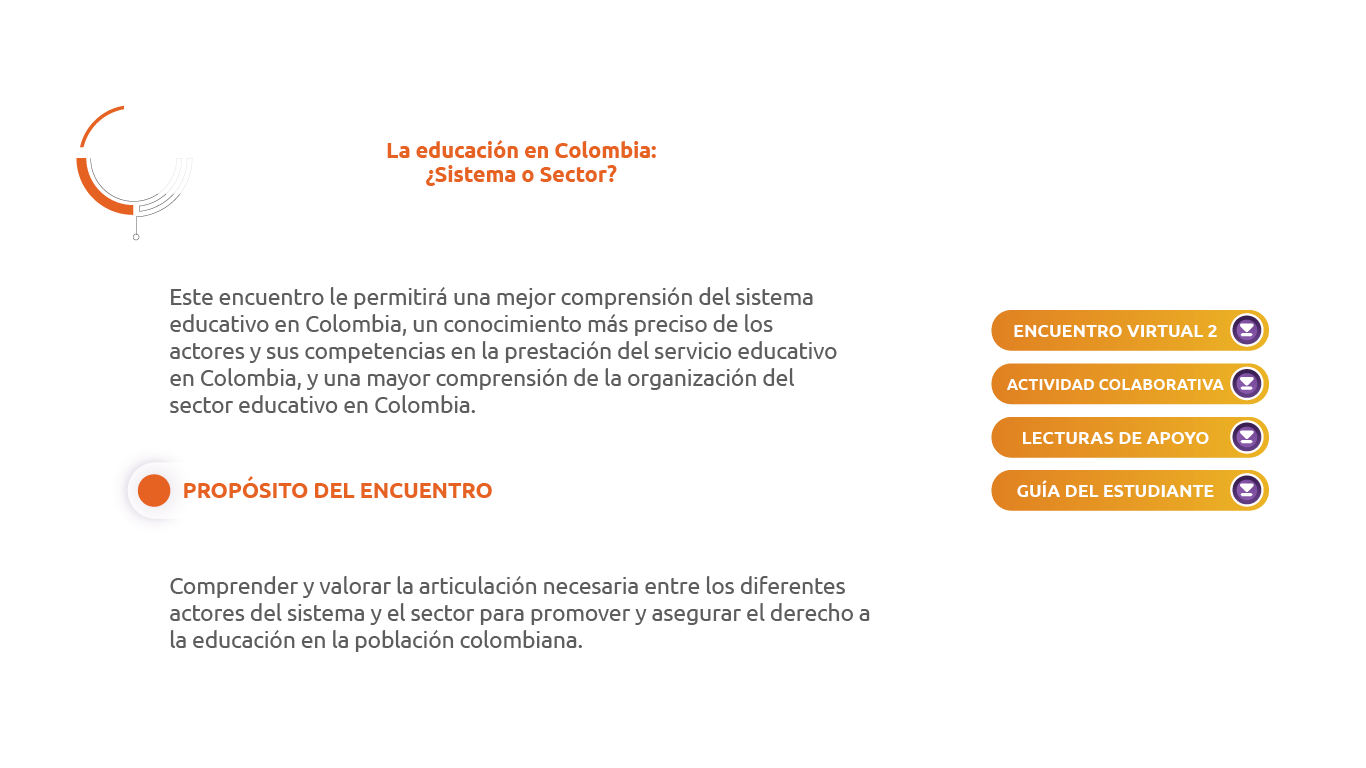 La educación en Colombia:
¿Sistema o Sector?
Este encuentro le permitirá una mejor comprensión del sistema
educativo en Colombia, un conocimiento más preciso de los
actores y sus competencias en la prestación del servicio educativo
en Colombia, y una mayor comprensión de la organización del
sector educativo en Colombia.
PROPÓSITO DEL ENCUENTRO
Comprender y valorar la articulación necesaria entre los diferentes
actores del sistema y el sector para promover y asegurar el derecho a
la educación en la población colombiana.
ENCUENTRO VIRTUAL 2
ACTIVIDAD COLABORATIVA
LECTURAS DE APOYO
GUÍA DEL ESTUDIANTE